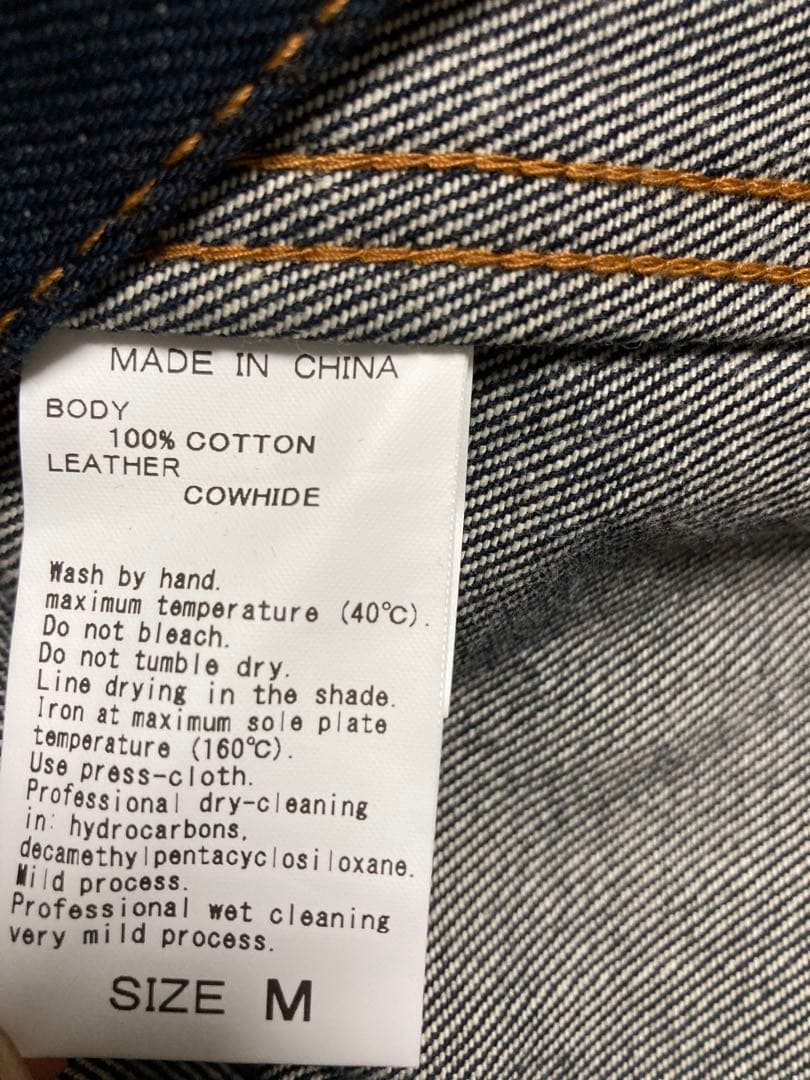 MADE IN CHINA
BODY
100% COTTON
LEATHER
COWHIDE
Wash by hand.
maximum temperature (40℃).
Do not bleach.
Do not tumble dry.
Line drying in the shade.
Iron at maximum sole plate
temperature (160℃).
Use press-cloth.
Professional dry-cleaning
in: hydrocarbons,
decamethylpentacyclosiloxane.
Mild process.
Professional wet cleaning
very mild process.
SIZE M